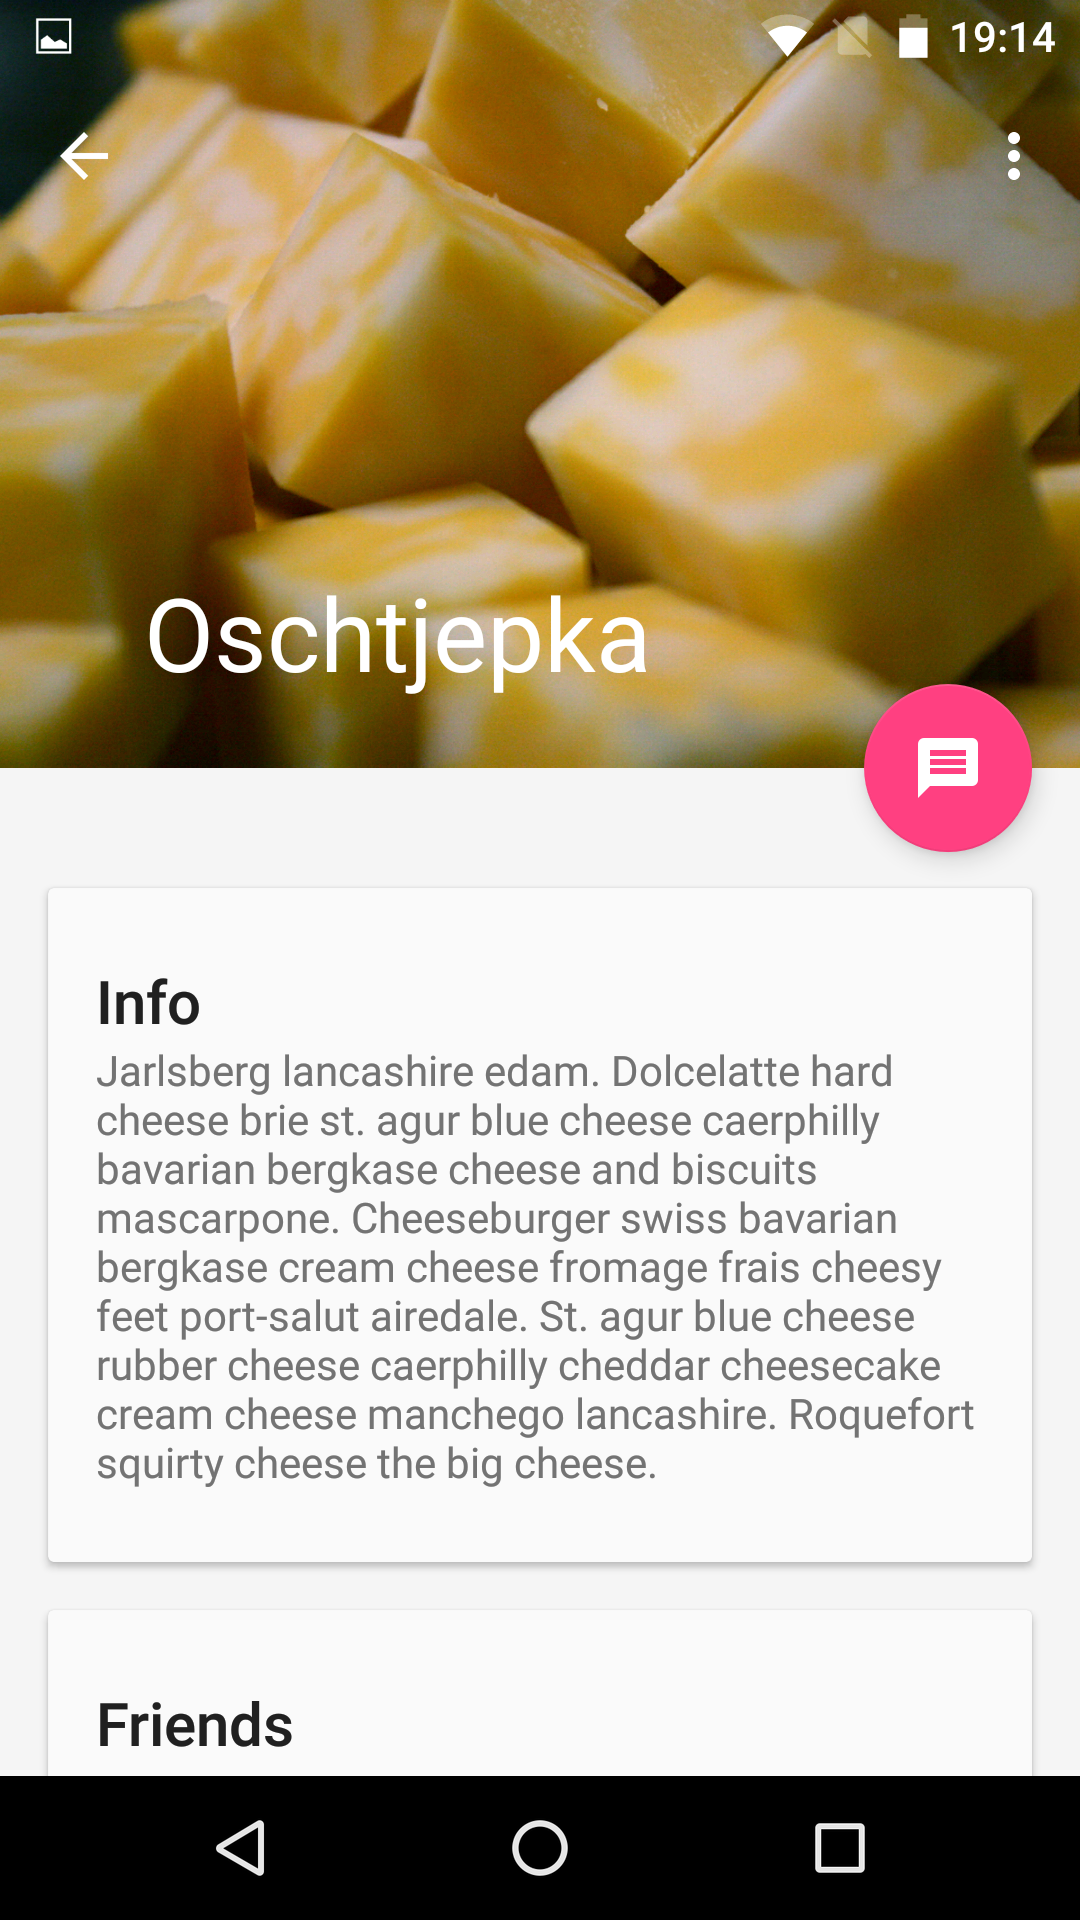 19:14
Oschtjepka
Info
Jarlsberg lancashire edam. Dolcelatte hard
cheese brie st. agur blue cheese caerphilly
bavarian bergkase cheese and biscuits
mascarpone. Cheeseburger swiss bavarian
bergkase cream cheese fromage frais cheesy
feet port-salut airedale. St. agur blue cheese
rubber cheese caerphilly cheddar cheesecake
cream cheese manchego lancashire. Roquefort
squirty cheese the big cheese.
Friends